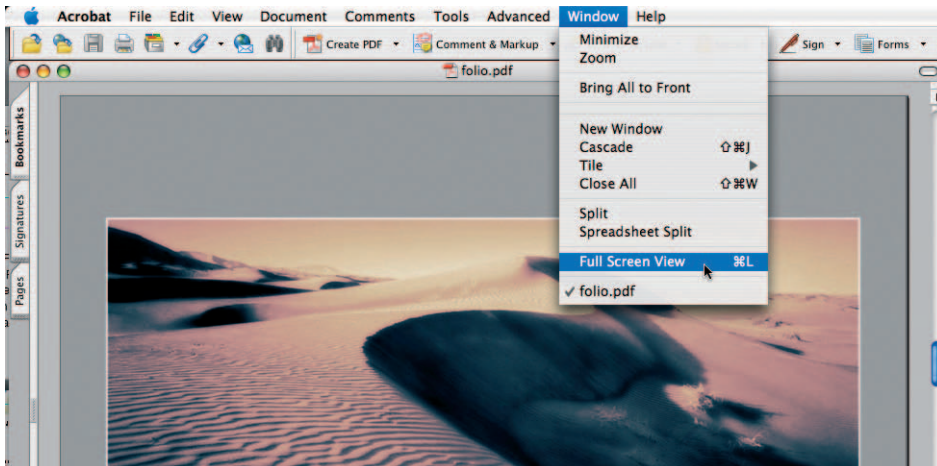 Acrobat File Edit View Document Comments Tools Advanced Window Help
Create PDF Comment & Markup Sign Forms
folio.pdf
Minimize
Zoom
Bring All to Front
New Window
Cascade ⇧⌘J
Tile
Close All ⇧⌘W
Split
Spreadsheet Split
Full Screen View ⌘L
✓ folio.pdf
Bookmarks
Signatures
Pages